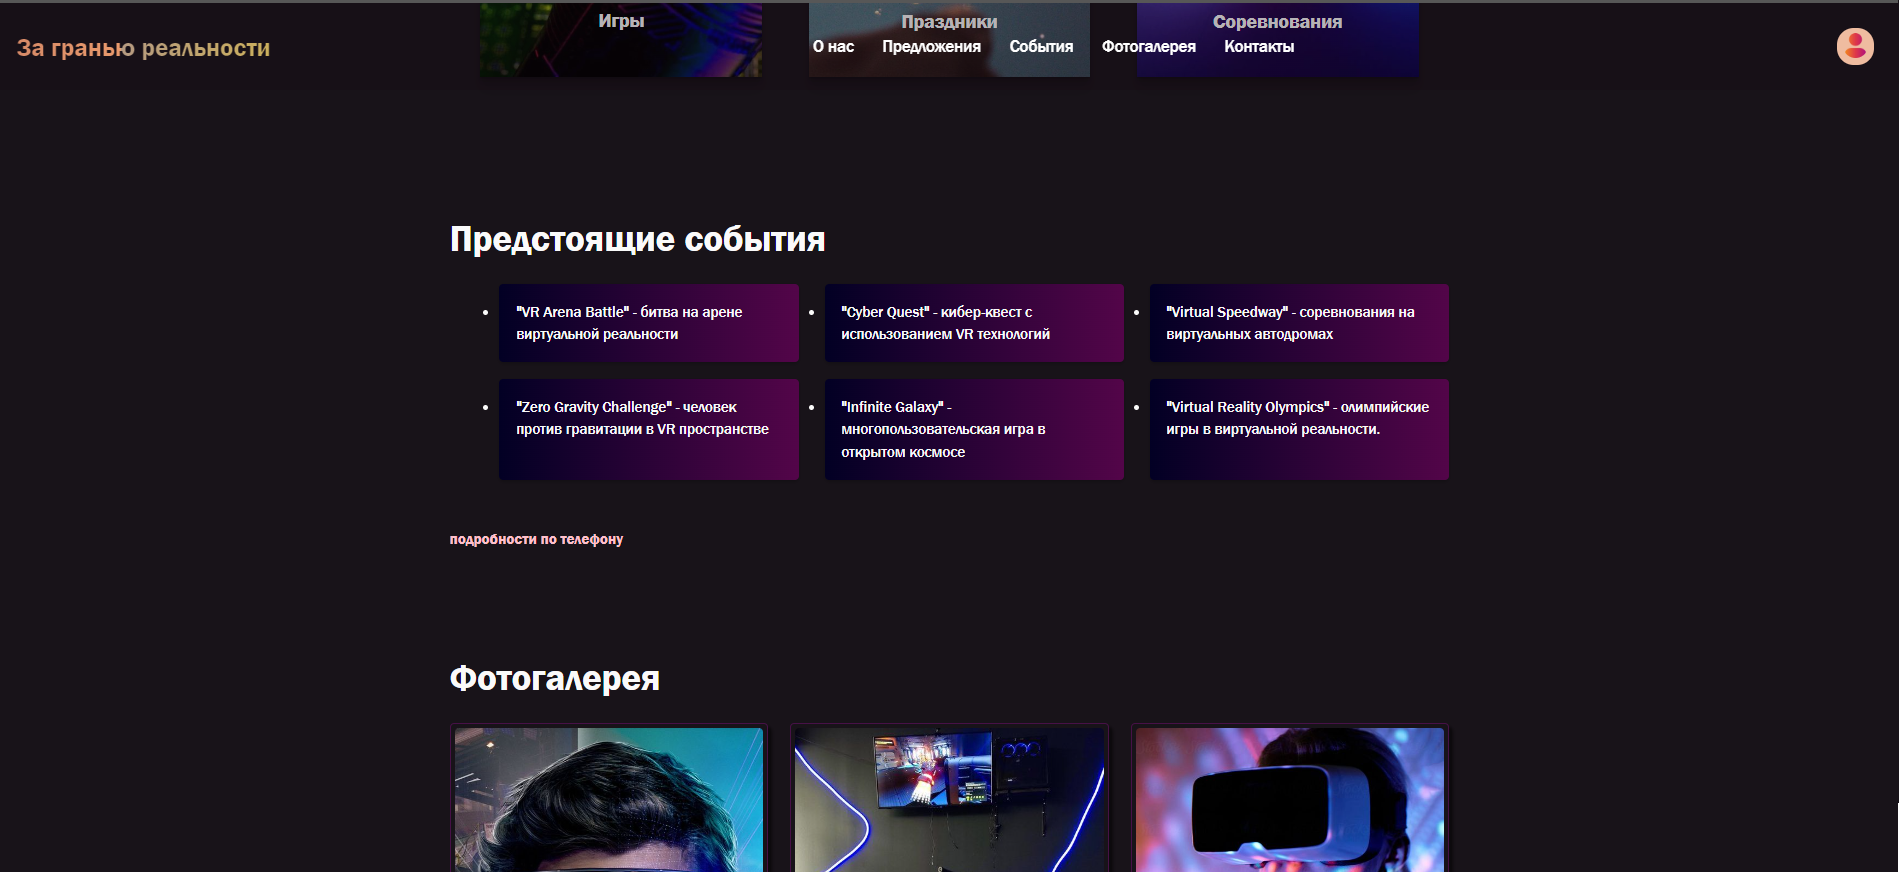 Игры
Праздники
Соревнования
За гранью реальности
О нас
Предложения
События
Фотогалерея
Контакты
Предстоящие события
"VR Arena Battle" - битва на арене
виртуальной реальности
"Cyber Quest" - кибер-квест с
использованием VR технологий
"Virtual Speedway" - соревнования на
виртуальных автодромах
"Zero Gravity Challenge" - человек
против гравитации в VR пространстве
"Infinite Galaxy" -
многопользовательская игра в
открытом космосе
"Virtual Reality Olympics" - олимпийские
игры в виртуальной реальности.
подробности по телефону
Фотогалерея